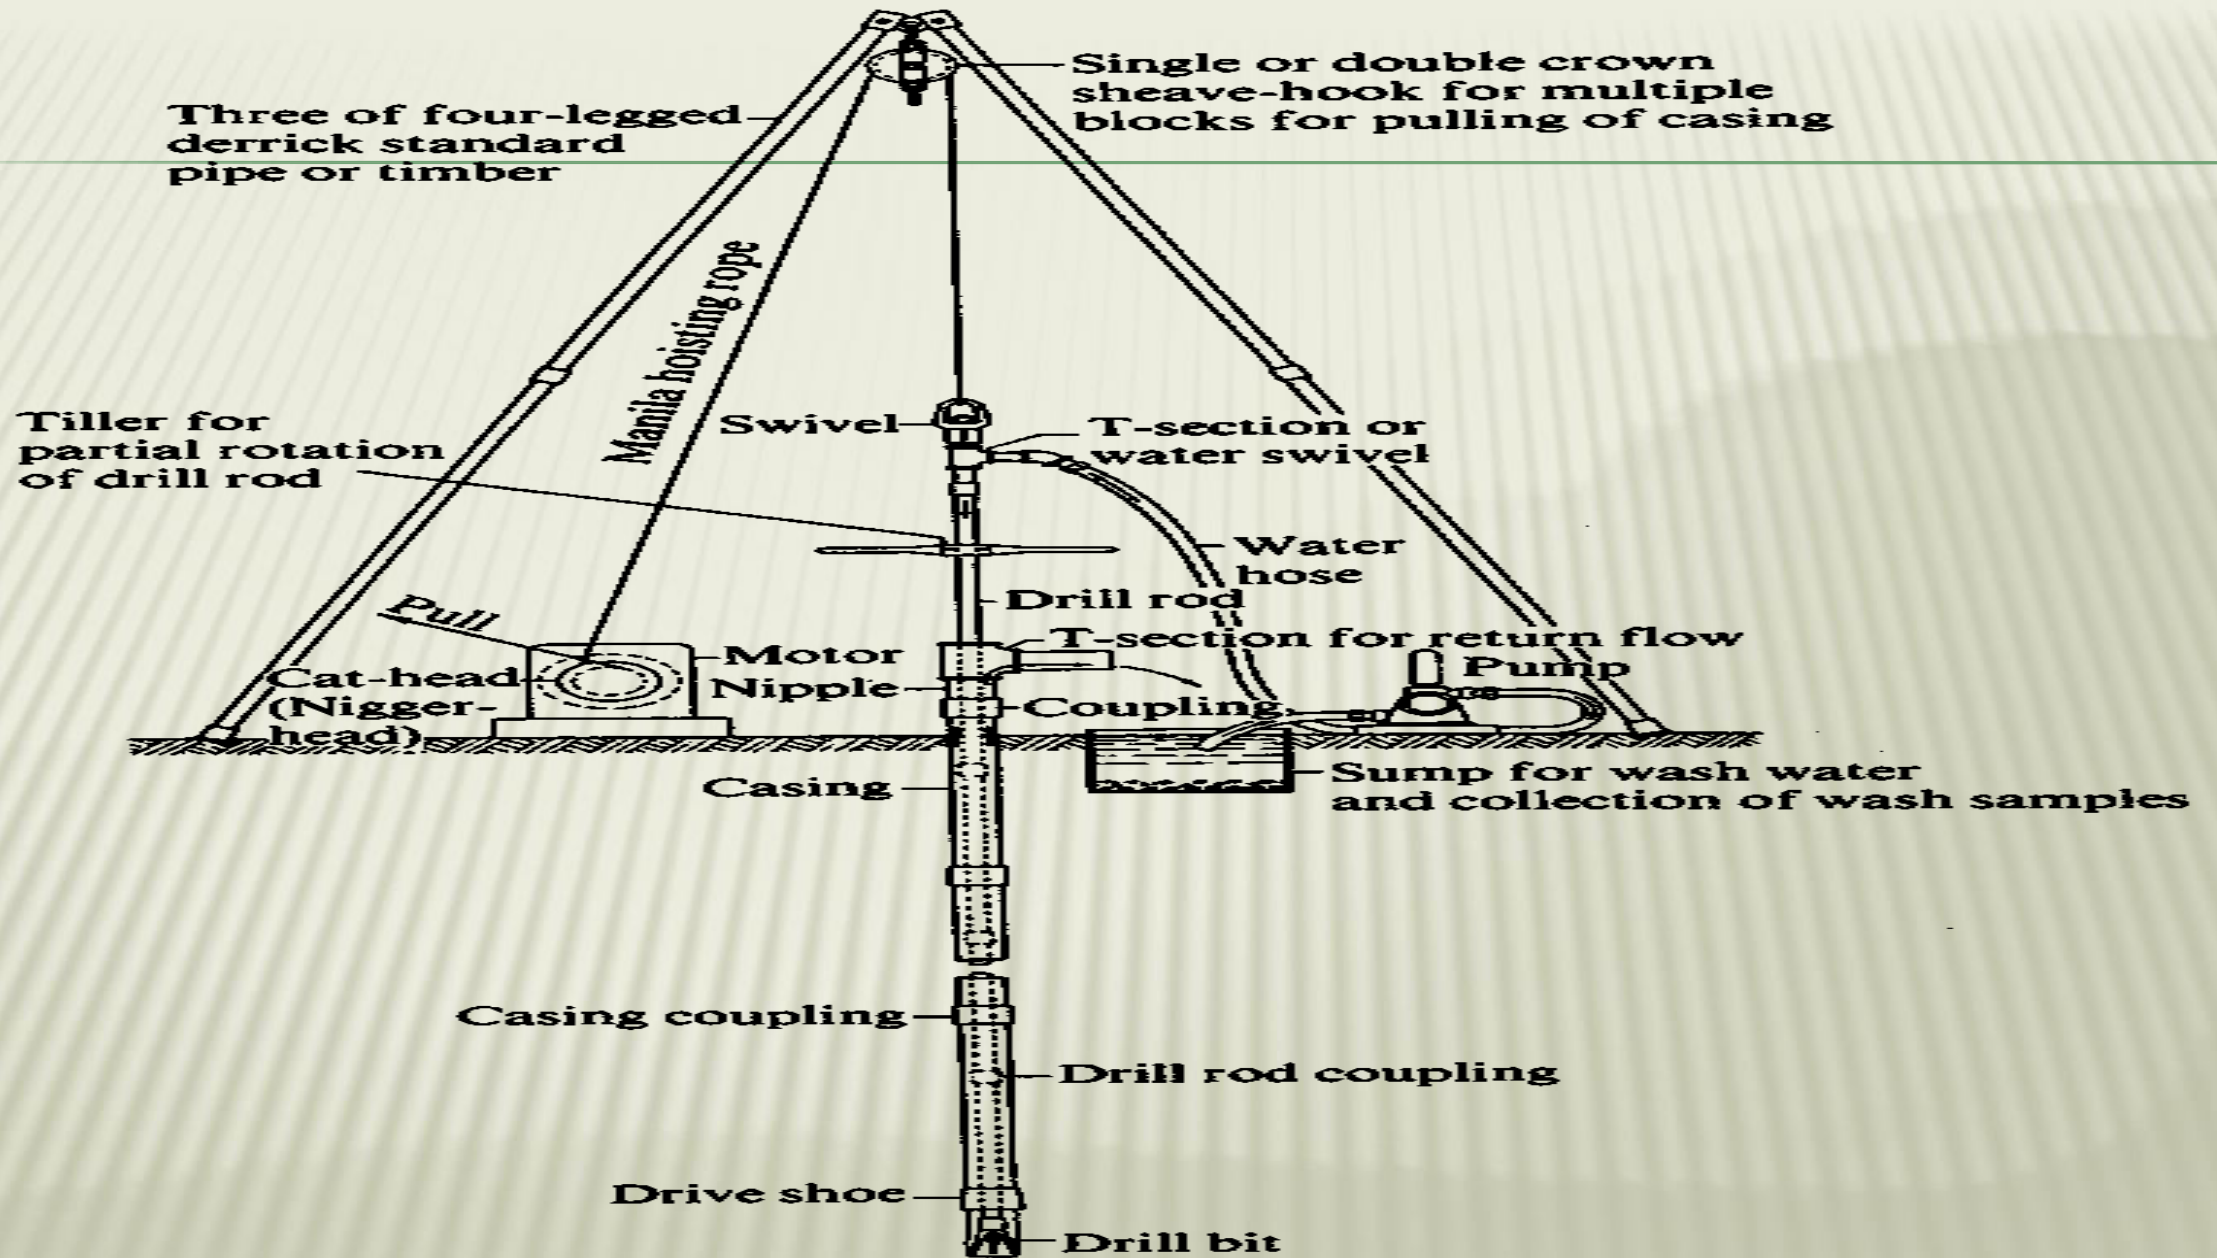 Single or double crown
sheave-hook for multiple
blocks for pulling of casing
Three of four-legged
derrick standard
pipe or timber
Manila hoisting rope
Tiller for
partial rotation
of drill rod
Swivel
T-section or
water swivel
Water
hose
Drill rod
Pull
T-section for return flow
Motor
Pump
Cat-head
(Nigger-
head)
Nipple
Coupling
Casing
Sump for wash water
and collection of wash samples
Casing coupling
Drill rod coupling
Drive shoe
Drill bit